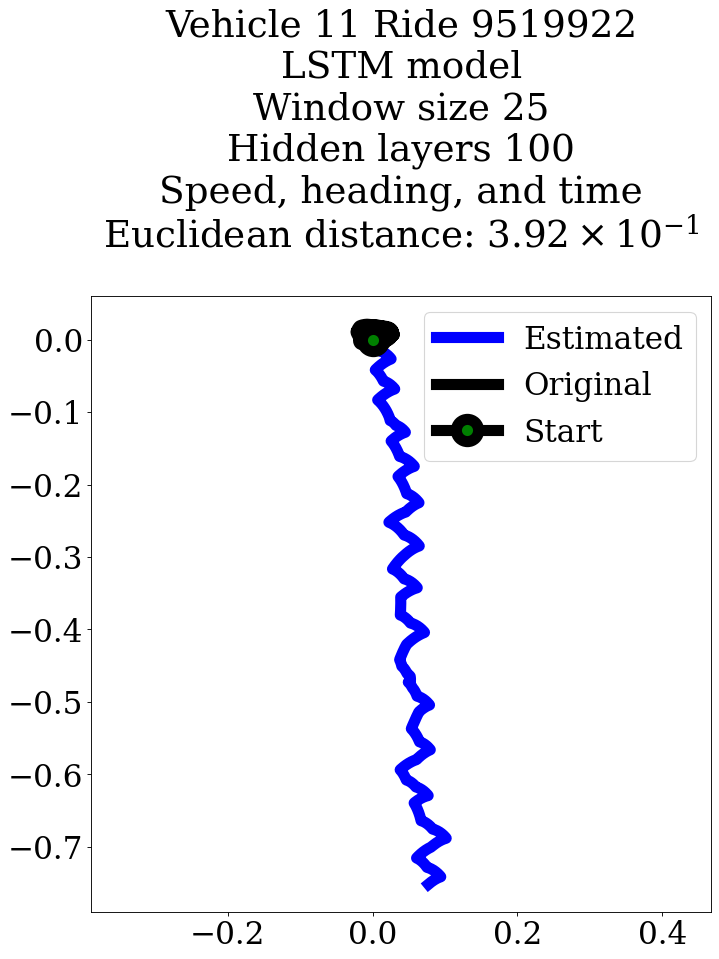 Vehicle 11 Ride 9519922
LSTM model
Window size 25
Hidden layers 100
Speed, heading, and time
Euclidean distance: 3.92 × 10⁻¹
Estimated
Original
Start
0.0
−0.1
−0.2
−0.3
−0.4
−0.5
−0.6
−0.7
−0.2 0.0 0.2 0.4